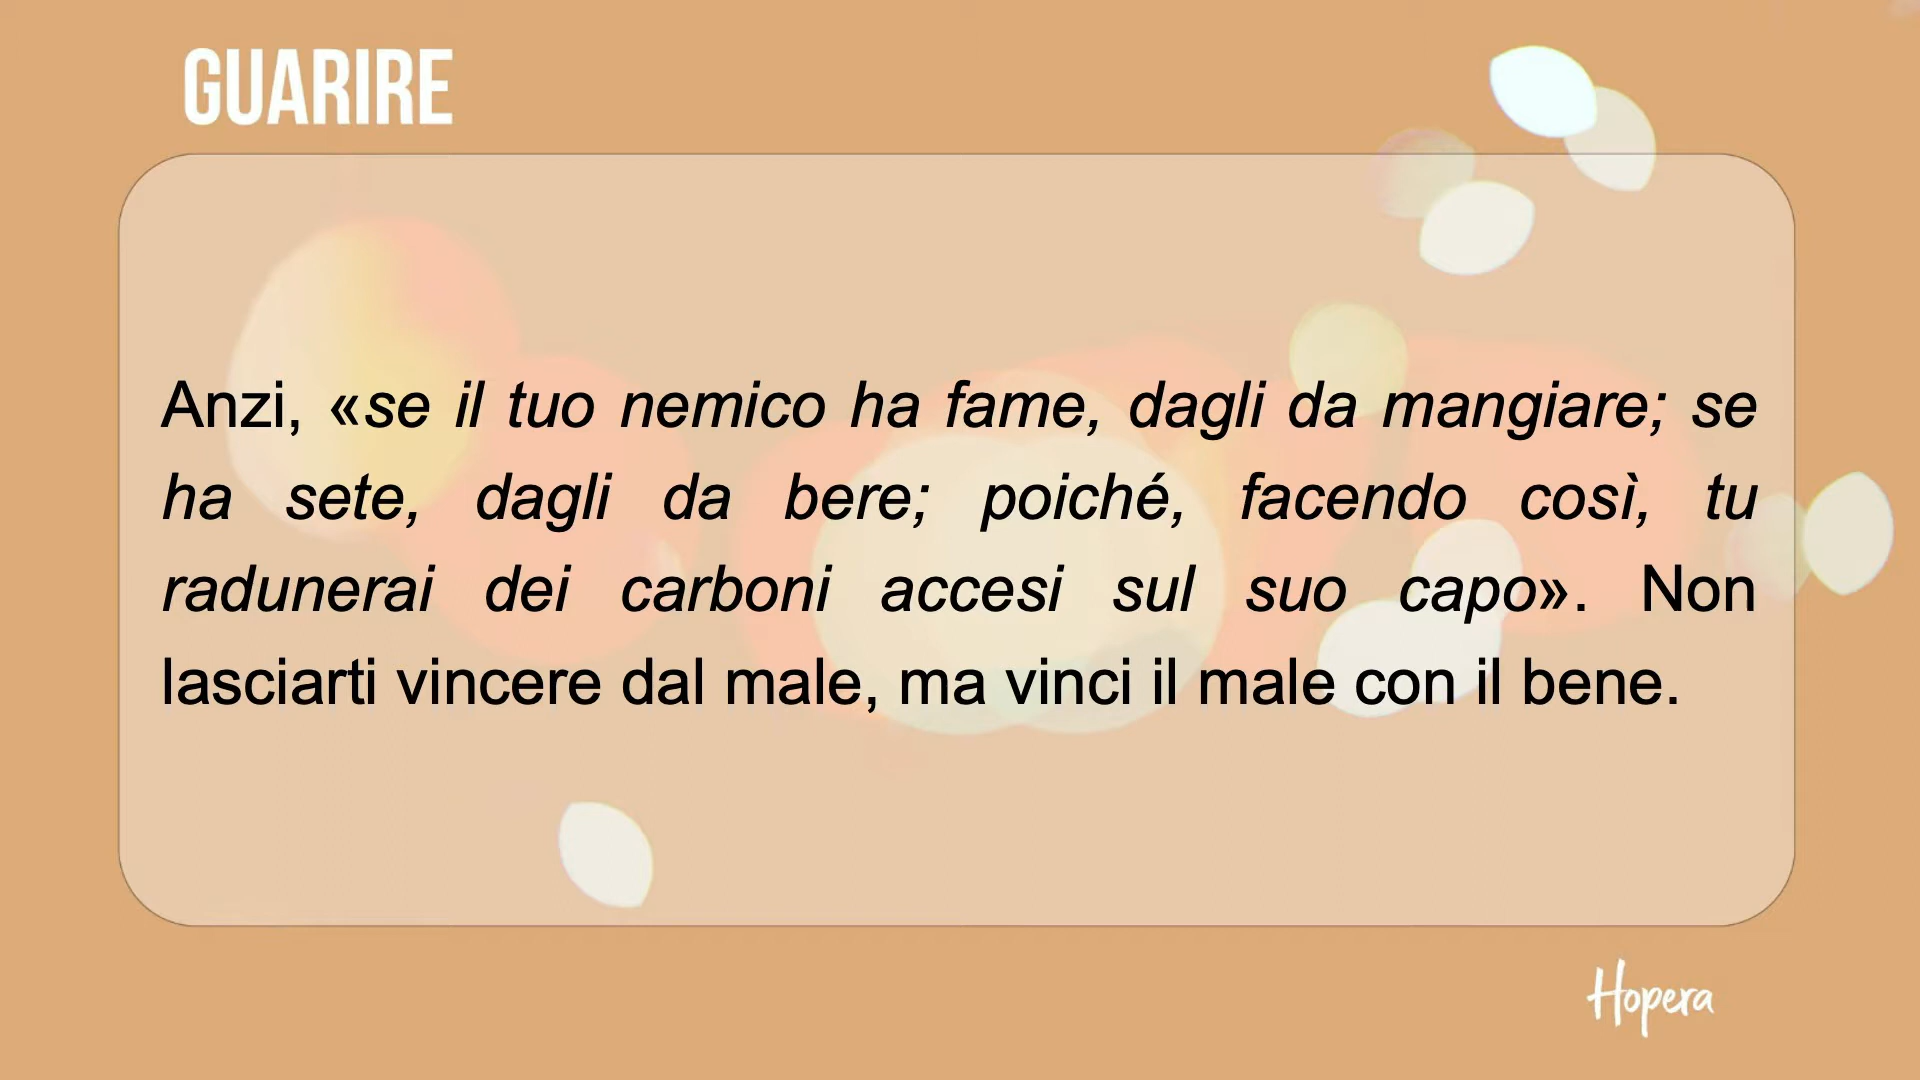 GUARIRE
Anzi, «se il tuo nemico ha fame, dagli da mangiare; se
ha sete, dagli da bere; poiché, facendo così, tu
radunerai dei carboni accesi sul suo capo». Non
lasciarti vincere dal male, ma vinci il male con il bene.
Hopera